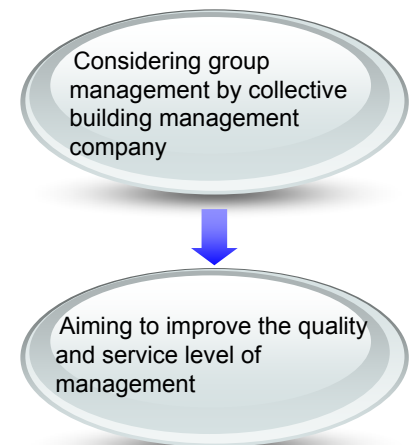 Considering group
management by collective
building management
company
Aiming to improve the quality
and service level of
management